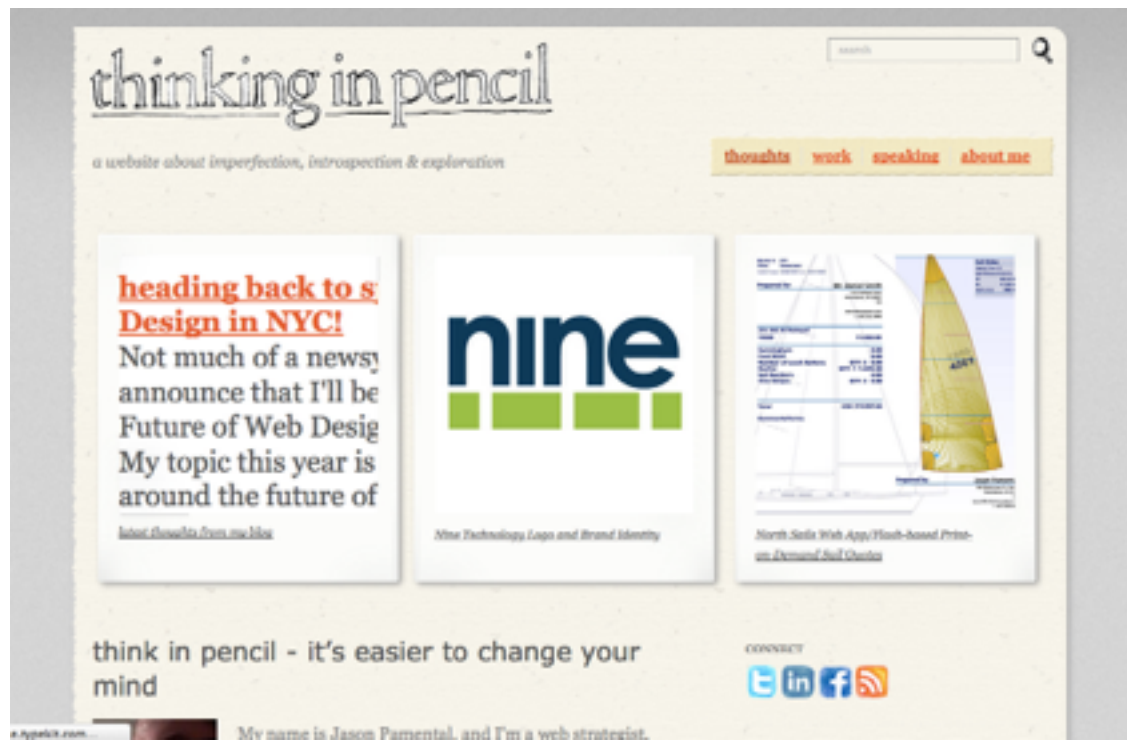 thinking in pencil
search
a website about imperfection, introspection & exploration
thoughts work speaking about me
heading back to s
Design in NYC!
Not much of a newsy
announce that I'll be
Future of Web Desig
My topic this year is
around the future of
latest thoughts from my blog
nine
Nine Technology Logo and Brand Identity
North Sails Web App/Flash-based Print-
on-Demand Sail Quotes
think in pencil - it's easier to change your
mind
CONNECT
in
My name is Jason Pamental, and I'm a web strategist,
e.typekit.com...